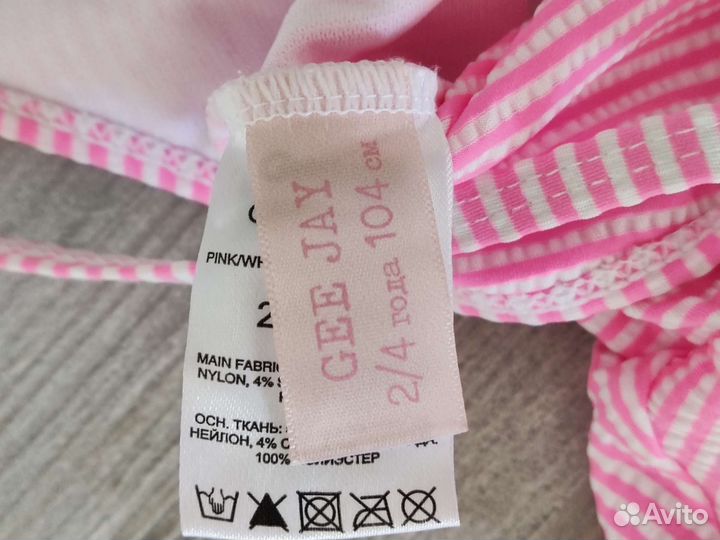 GEE JAY
2/4 года 104 см
PINK/WH
2
MAIN FABRIC
NYLON, 4%
ОСН. ТКАНЬ:
НЕЙЛОН, 4%
100%
Avito